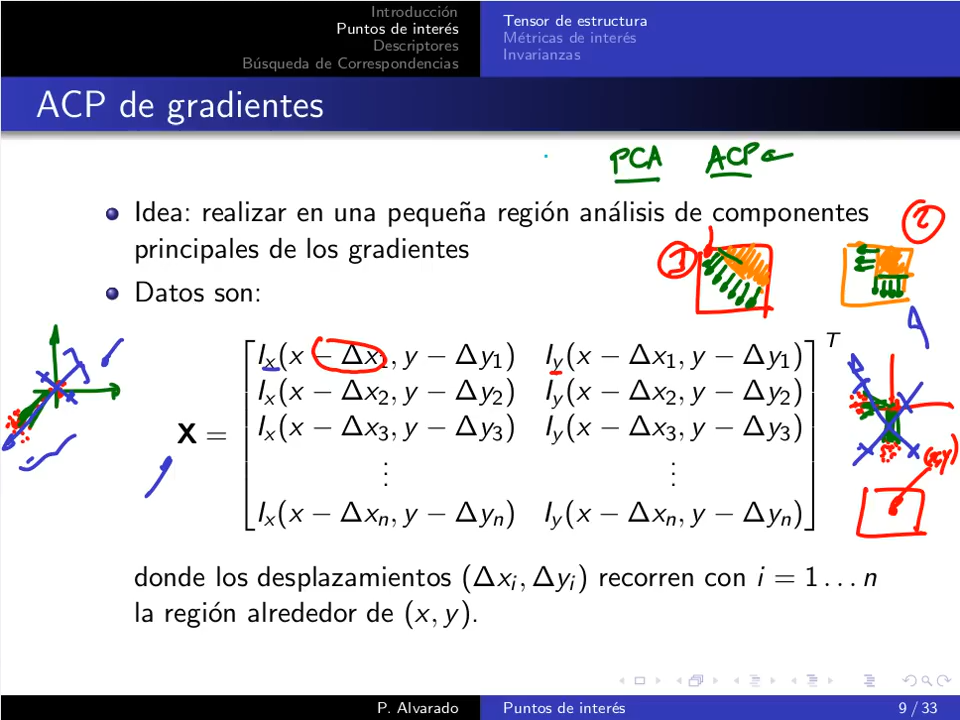 Introducción
Puntos de interés
Descriptores
Búsqueda de Correspondencias
Tensor de estructura
Métricas de interés
Invarianzas
ACP de gradientes
PCA ACP
Idea: realizar en una pequeña región análisis de componentes
principales de los gradientes
1 2
Datos son:
X = [ I_x(x − Δx_1, y − Δy_1) I_y(x − Δx_1, y − Δy_1)
I_x(x − Δx_2, y − Δy_2) I_y(x − Δx_2, y − Δy_2)
I_x(x − Δx_3, y − Δy_3) I_y(x − Δx_3, y − Δy_3)
⋮ ⋮
I_x(x − Δx_n, y − Δy_n) I_y(x − Δx_n, y − Δy_n) ]^T
(x,y)
donde los desplazamientos (Δx_i, Δy_i) recorren con i = 1 … n
la región alrededor de (x, y).
P. Alvarado Puntos de interés 9 / 33